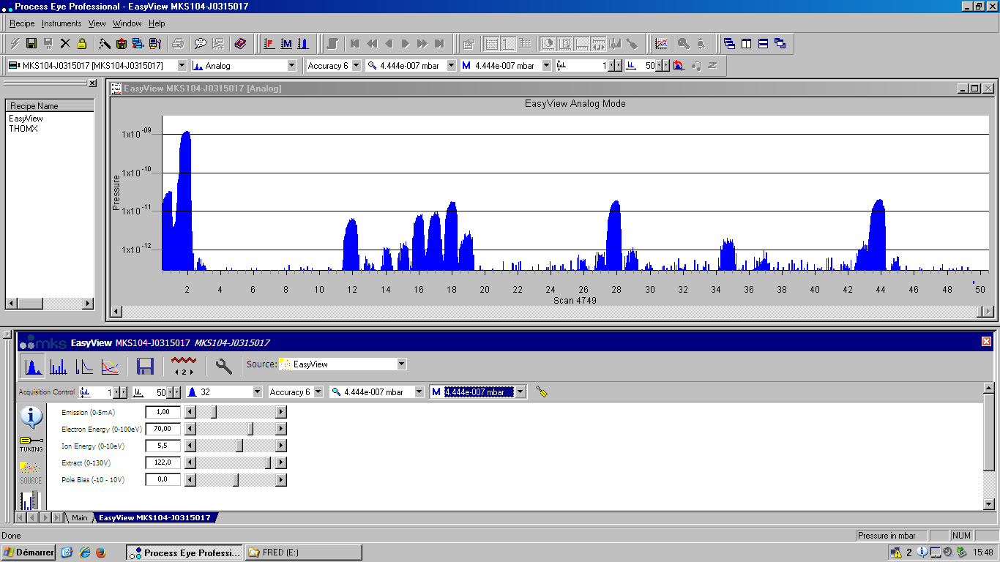 Process Eye Professional - EasyView MKS104-J0315017
Recipe Instruments View Window Help
F M
MKS104-J0315017 [MKS104-J0315017] Analog Accuracy 6 4.444e-007 mbar M 4.444e-007 mbar 1 50
EasyView MKS104-J0315017 [Analog]
Recipe Name
EasyView
THOMX
EasyView Analog Mode
Pressure
1x10-09
1x10-10
1x10-11
1x10-12
2 4 6 8 10 12 14 16 18 20 22 24 26 28 30 32 34 36 38 40 42 44 46 48 50
Scan 4749
mks EasyView MKS104-J0315017 MKS104-J0315017
2 Source: EasyView
Acquisition Control 1 50 32 Accuracy 6 4.444e-007 mbar M 4.444e-007 mbar
Emission (0-5mA) 1,00
Electron Energy (0-100eV) 70,00
TUNING
Ion Energy (0-10eV) 5,5
Extract (0-130V) 122,0
SOURCE
Pole Bias (-10 - 10V) 0,0
Main EasyView MKS104-J0315017
Done Pressure in mbar NUM
Démarrer Process Eye Professi... FRED (E:) 2 15:48